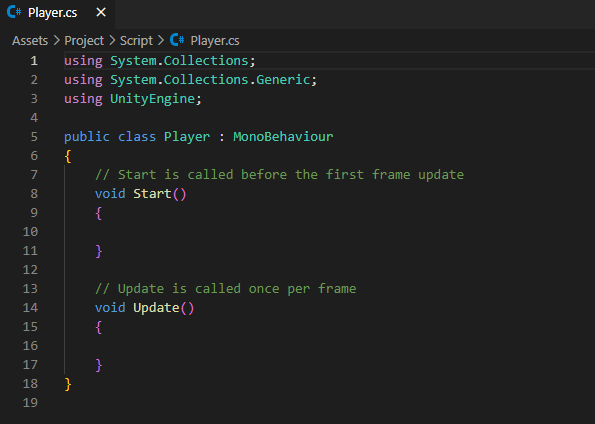 Player.cs
Assets > Project > Script > Player.cs
1 using System.Collections;
2 using System.Collections.Generic;
3 using UnityEngine;
4
5 public class Player : MonoBehaviour
6 {
7     // Start is called before the first frame update
8     void Start()
9     {
10
11     }
12
13     // Update is called once per frame
14     void Update()
15     {
16
17     }
18 }
19